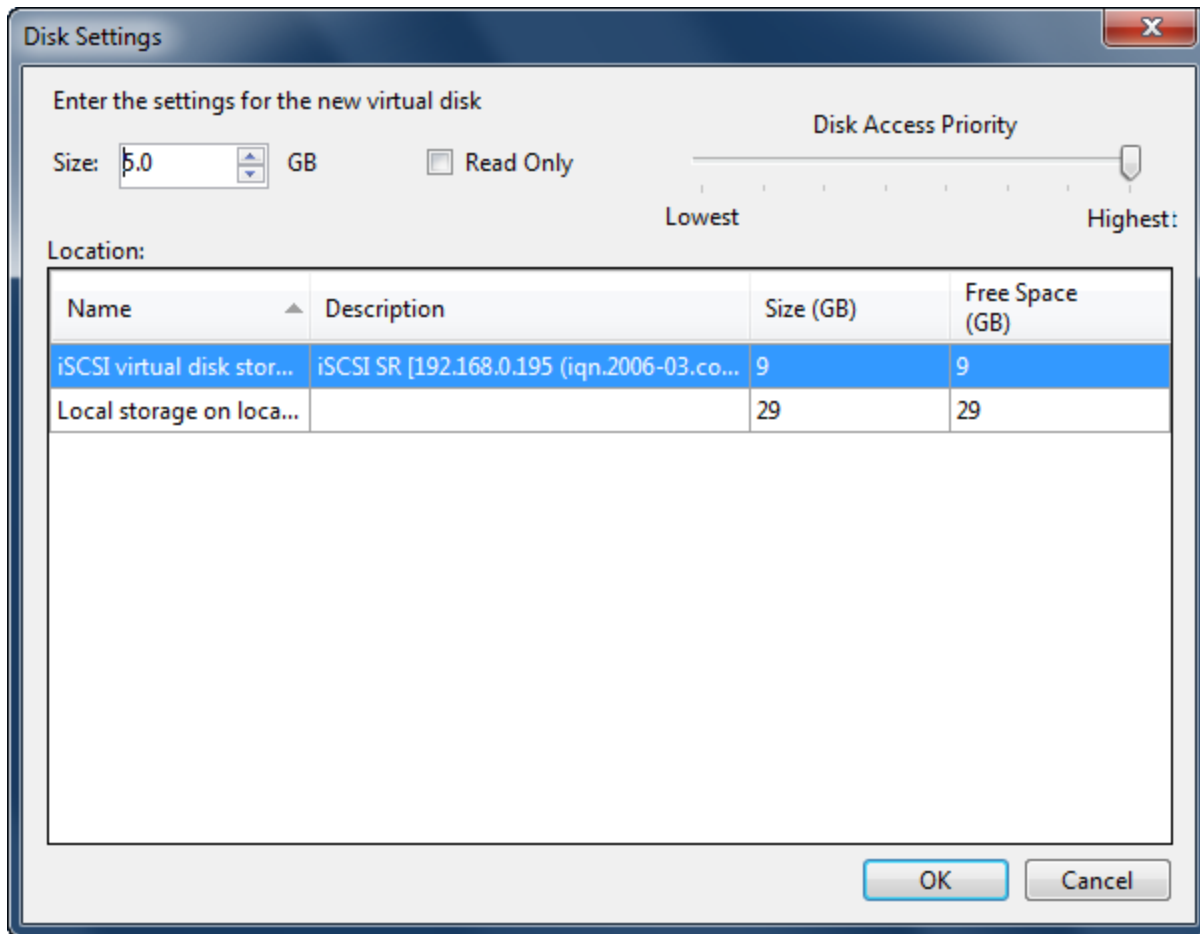 Disk Settings
Enter the settings for the new virtual disk
Disk Access Priority
Size: 5.0 GB Read Only
Lowest Highest
Location:
Name Description Size (GB) Free Space
(GB)
iSCSI virtual disk stor... iSCSI SR [192.168.0.195 (iqn.2006-03.co... 9 9
Local storage on loca... 29 29
OK Cancel